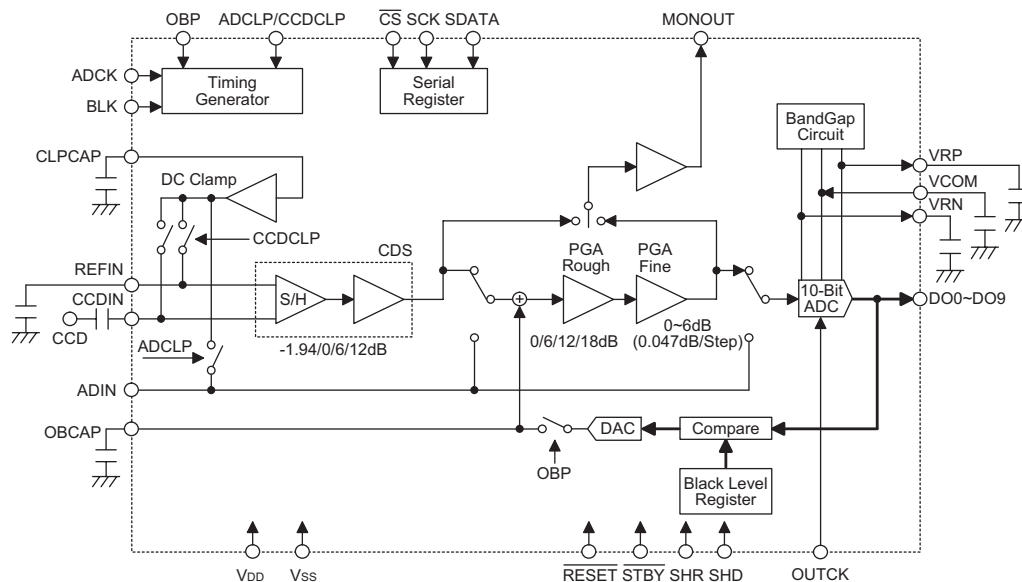 OBP ADCLP/CCDCLP C̅S̅ SCK SDATA MONOUT
ADCK
BLK
Timing
Generator
Serial
Register
BandGap
Circuit
CLPCAP
DC Clamp
VRP
VCOM
VRN
CCDCLP
CDS
PGA
Rough
PGA
Fine
REFIN
CCDIN
CCD
S/H
10-Bit
ADC
DO0~DO9
-1.94/0/6/12dB
0/6/12/18dB
0~6dB
(0.047dB/Step)
ADCLP
ADIN
OBCAP
DAC
Compare
OBP
Black Level
Register
VDD VSS R̅E̅S̅E̅T̅ S̅T̅B̅Y̅ SHR SHD OUTCK